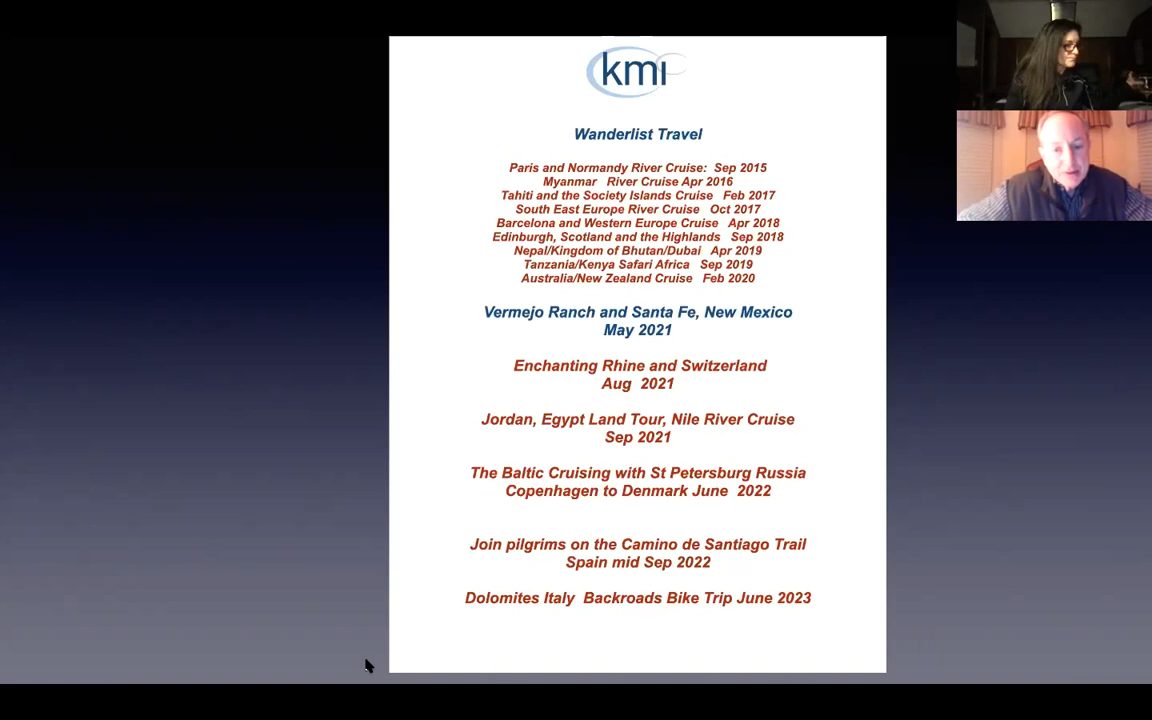 kmi
Wanderlist Travel
Paris and Normandy River Cruise: Sep 2015
Myanmar River Cruise Apr 2016
Tahiti and the Society Islands Cruise Feb 2017
South East Europe River Cruise Oct 2017
Barcelona and Western Europe Cruise Apr 2018
Edinburgh, Scotland and the Highlands Sep 2018
Nepal/Kingdom of Bhutan/Dubai Apr 2019
Tanzania/Kenya Safari Africa Sep 2019
Australia/New Zealand Cruise Feb 2020
Vermejo Ranch and Santa Fe, New Mexico
May 2021
Enchanting Rhine and Switzerland
Aug 2021
Jordan, Egypt Land Tour, Nile River Cruise
Sep 2021
The Baltic Cruising with St Petersburg Russia
Copenhagen to Denmark June 2022
Join pilgrims on the Camino de Santiago Trail
Spain mid Sep 2022
Dolomites Italy Backroads Bike Trip June 2023